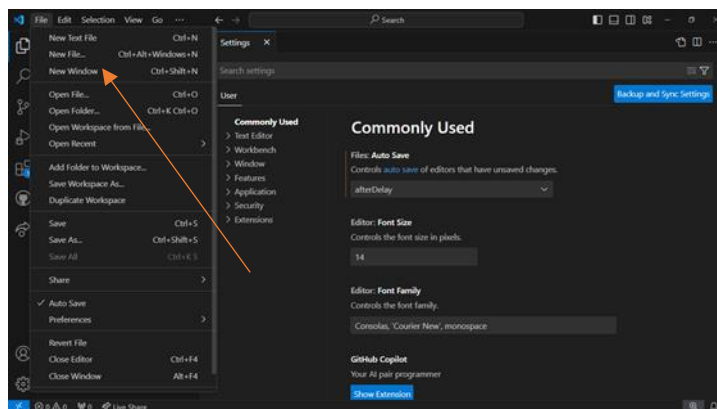 File Edit Selection View Go ···
Search
New Text File Ctrl+N
New File... Ctrl+Alt+Windows+N
New Window Ctrl+Shift+N
Open File... Ctrl+O
Open Folder... Ctrl+K Ctrl+O
Open Workspace from File...
Open Recent
Add Folder to Workspace...
Save Workspace As...
Duplicate Workspace
Save Ctrl+S
Save As... Ctrl+Shift+S
Save All Ctrl+K S
Share
Auto Save
Preferences
Revert File
Close Editor Ctrl+F4
Close Window Alt+F4
Settings
Search settings
User
Backup and Sync Settings
Commonly Used
Text Editor
Workbench
Window
Features
Application
Security
Extensions
Commonly Used
Files: Auto Save
Controls auto save of editors that have unsaved changes.
afterDelay
Editor: Font Size
Controls the font size in pixels.
14
Editor: Font Family
Controls the font family.
Consolas, 'Courier New', monospace
GitHub Copilot
Your AI pair programmer
Show Extension
0 0 0 Live Share